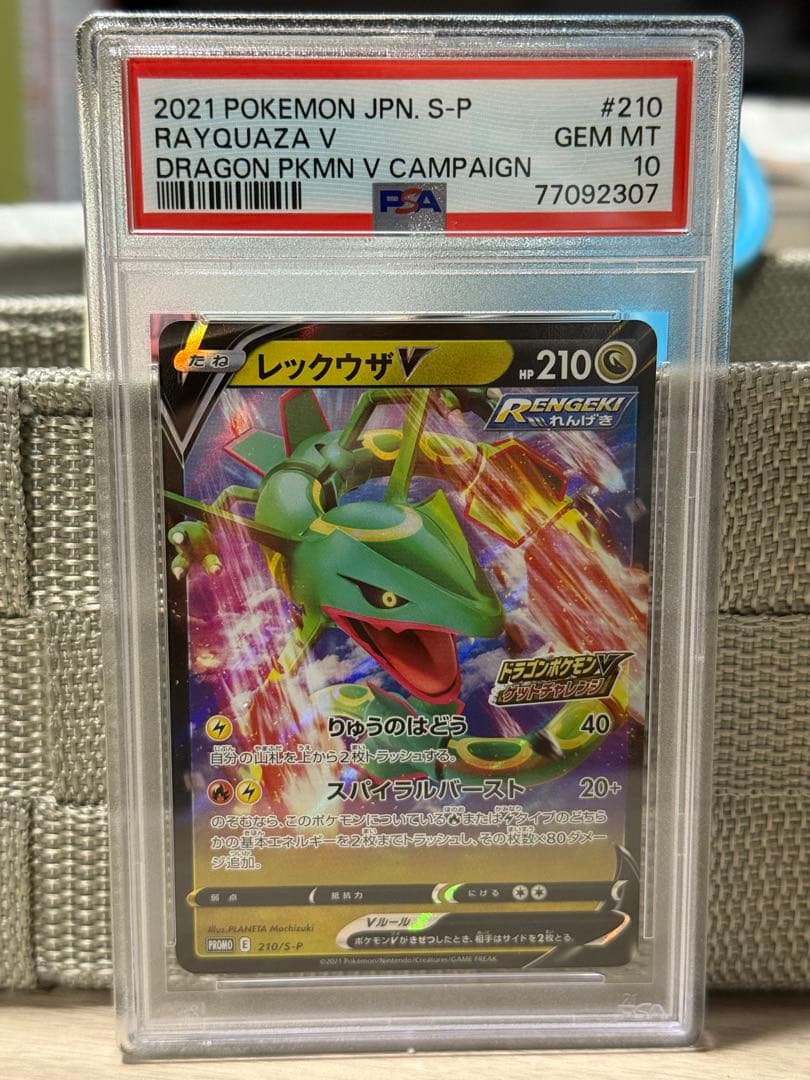 2021 POKEMON JPN. S-P #210
RAYQUAZA V GEM MT
DRAGON PKMN V CAMPAIGN 10
PSA 77092307
たね レックウザV HP 210
RENGEKI
れんげき
ドラゴンポケモンV
ゲットチャレンジ
りゅうのはどう 40
自分の山札を上から2枚トラッシュする。
スパイラルバースト 20+
のぞむなら、このポケモンについている またはタイプのどちら
かの基本エネルギーを2枚までトラッシュし、その枚数×80ダメー
ジ追加。
弱点 抵抗力 にげる
Illus. PLANETA Mochizuki
Vルール
ポケモンVがきぜつしたとき、相手はサイドを2枚とる。
PROMO E 210/S-P
©2021 Pokémon/Nintendo/Creatures/GAME FREAK.